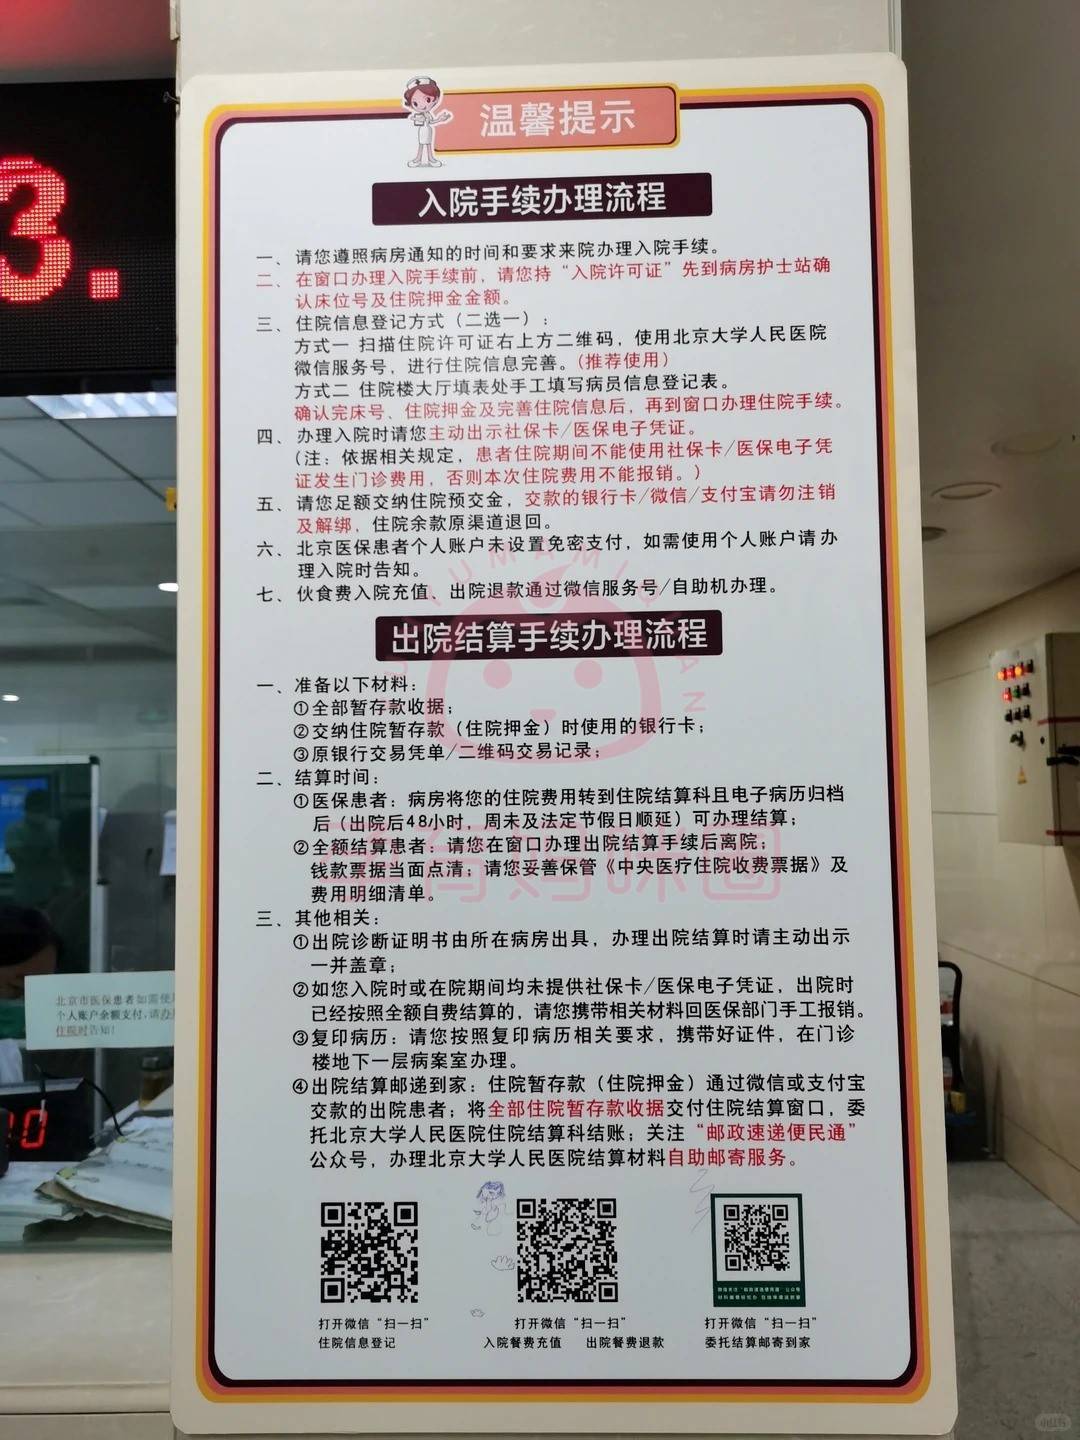 温馨提示
入院手续办理流程
一、请您遵照病房通知的时间和要求来院办理入院手续。
二、在窗口办理入院手续前，请您持“入院许可证”先到病房护士站确
认床位号及住院押金金额。
三、住院信息登记方式（二选一）：
方式一 扫描住院许可证右上方二维码，使用北京大学人民医院
微信服务号，进行住院信息完善。（推荐使用）
方式二 住院楼大厅填表处手工填写病员信息登记表。
确认完床号、住院押金及完善住院信息后，再到窗口办理住院手续。
四、办理入院时请您主动出示社保卡/医保电子凭证。
（注：依据相关规定，患者住院期间不能使用社保卡/医保电子凭
证发生门诊费用，否则本次住院费用不能报销。）
五、请您足额交纳住院预交金，交款的银行卡/微信/支付宝请勿注销
及解绑，住院余款原渠道退回。
六、北京医保患者个人账户未设置免密支付，如需使用个人账户请办
理入院时告知。
七、伙食费入院充值、出院退款通过微信服务号/自助机办理。
出院结算手续办理流程
一、准备以下材料：
①全部暂存款收据；
②交纳住院暂存款（住院押金）时使用的银行卡；
③原银行交易凭单/二维码交易记录；
二、结算时间：
①医保患者：病房将您的住院费用转到住院结算科且电子病历归档
后（出院后48小时，周末及法定节假日顺延）可办理结算；
②全额结算患者：请您在窗口办理出院结算手续后离院；
钱款票据当面点清；请您妥善保管《中央医疗住院收费票据》及
费用明细清单。
三、其他相关：
①出院诊断证明书由所在病房出具，办理出院结算时请主动出示
一并盖章；
②如您入院时或在院期间均未提供社保卡/医保电子凭证，出院时
已经按照全额自费结算的，请您携带相关材料回医保部门手工报销。
③复印病历：请您按照复印病历相关要求，携带好证件，在门诊
楼地下一层病案室办理。
④出院结算邮递到家：住院暂存款（住院押金）通过微信或支付宝
交款的出院患者；将全部住院暂存款收据交付住院结算窗口，委
托北京大学人民医院住院结算科结账；关注“邮政速递便民通”
公众号，办理北京大学人民医院结算材料自助邮寄服务。
打开微信“扫一扫”
住院信息登记
打开微信“扫一扫”
入院餐费充值 出院餐费退款
打开微信“扫一扫”
委托结算邮寄到家
3.
北京市医保患者如需使
个人账户余额支付，请办
住院时告知！
10
孕育妈咪圈
小红书